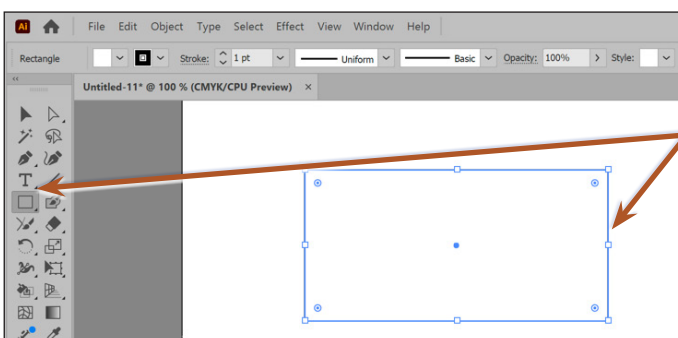 Ai File Edit Object Type Select Effect View Window Help
Rectangle Stroke: 1 pt Uniform Basic Opacity: 100% Style:
Untitled-11* @ 100 % (CMYK/CPU Preview) ×
T